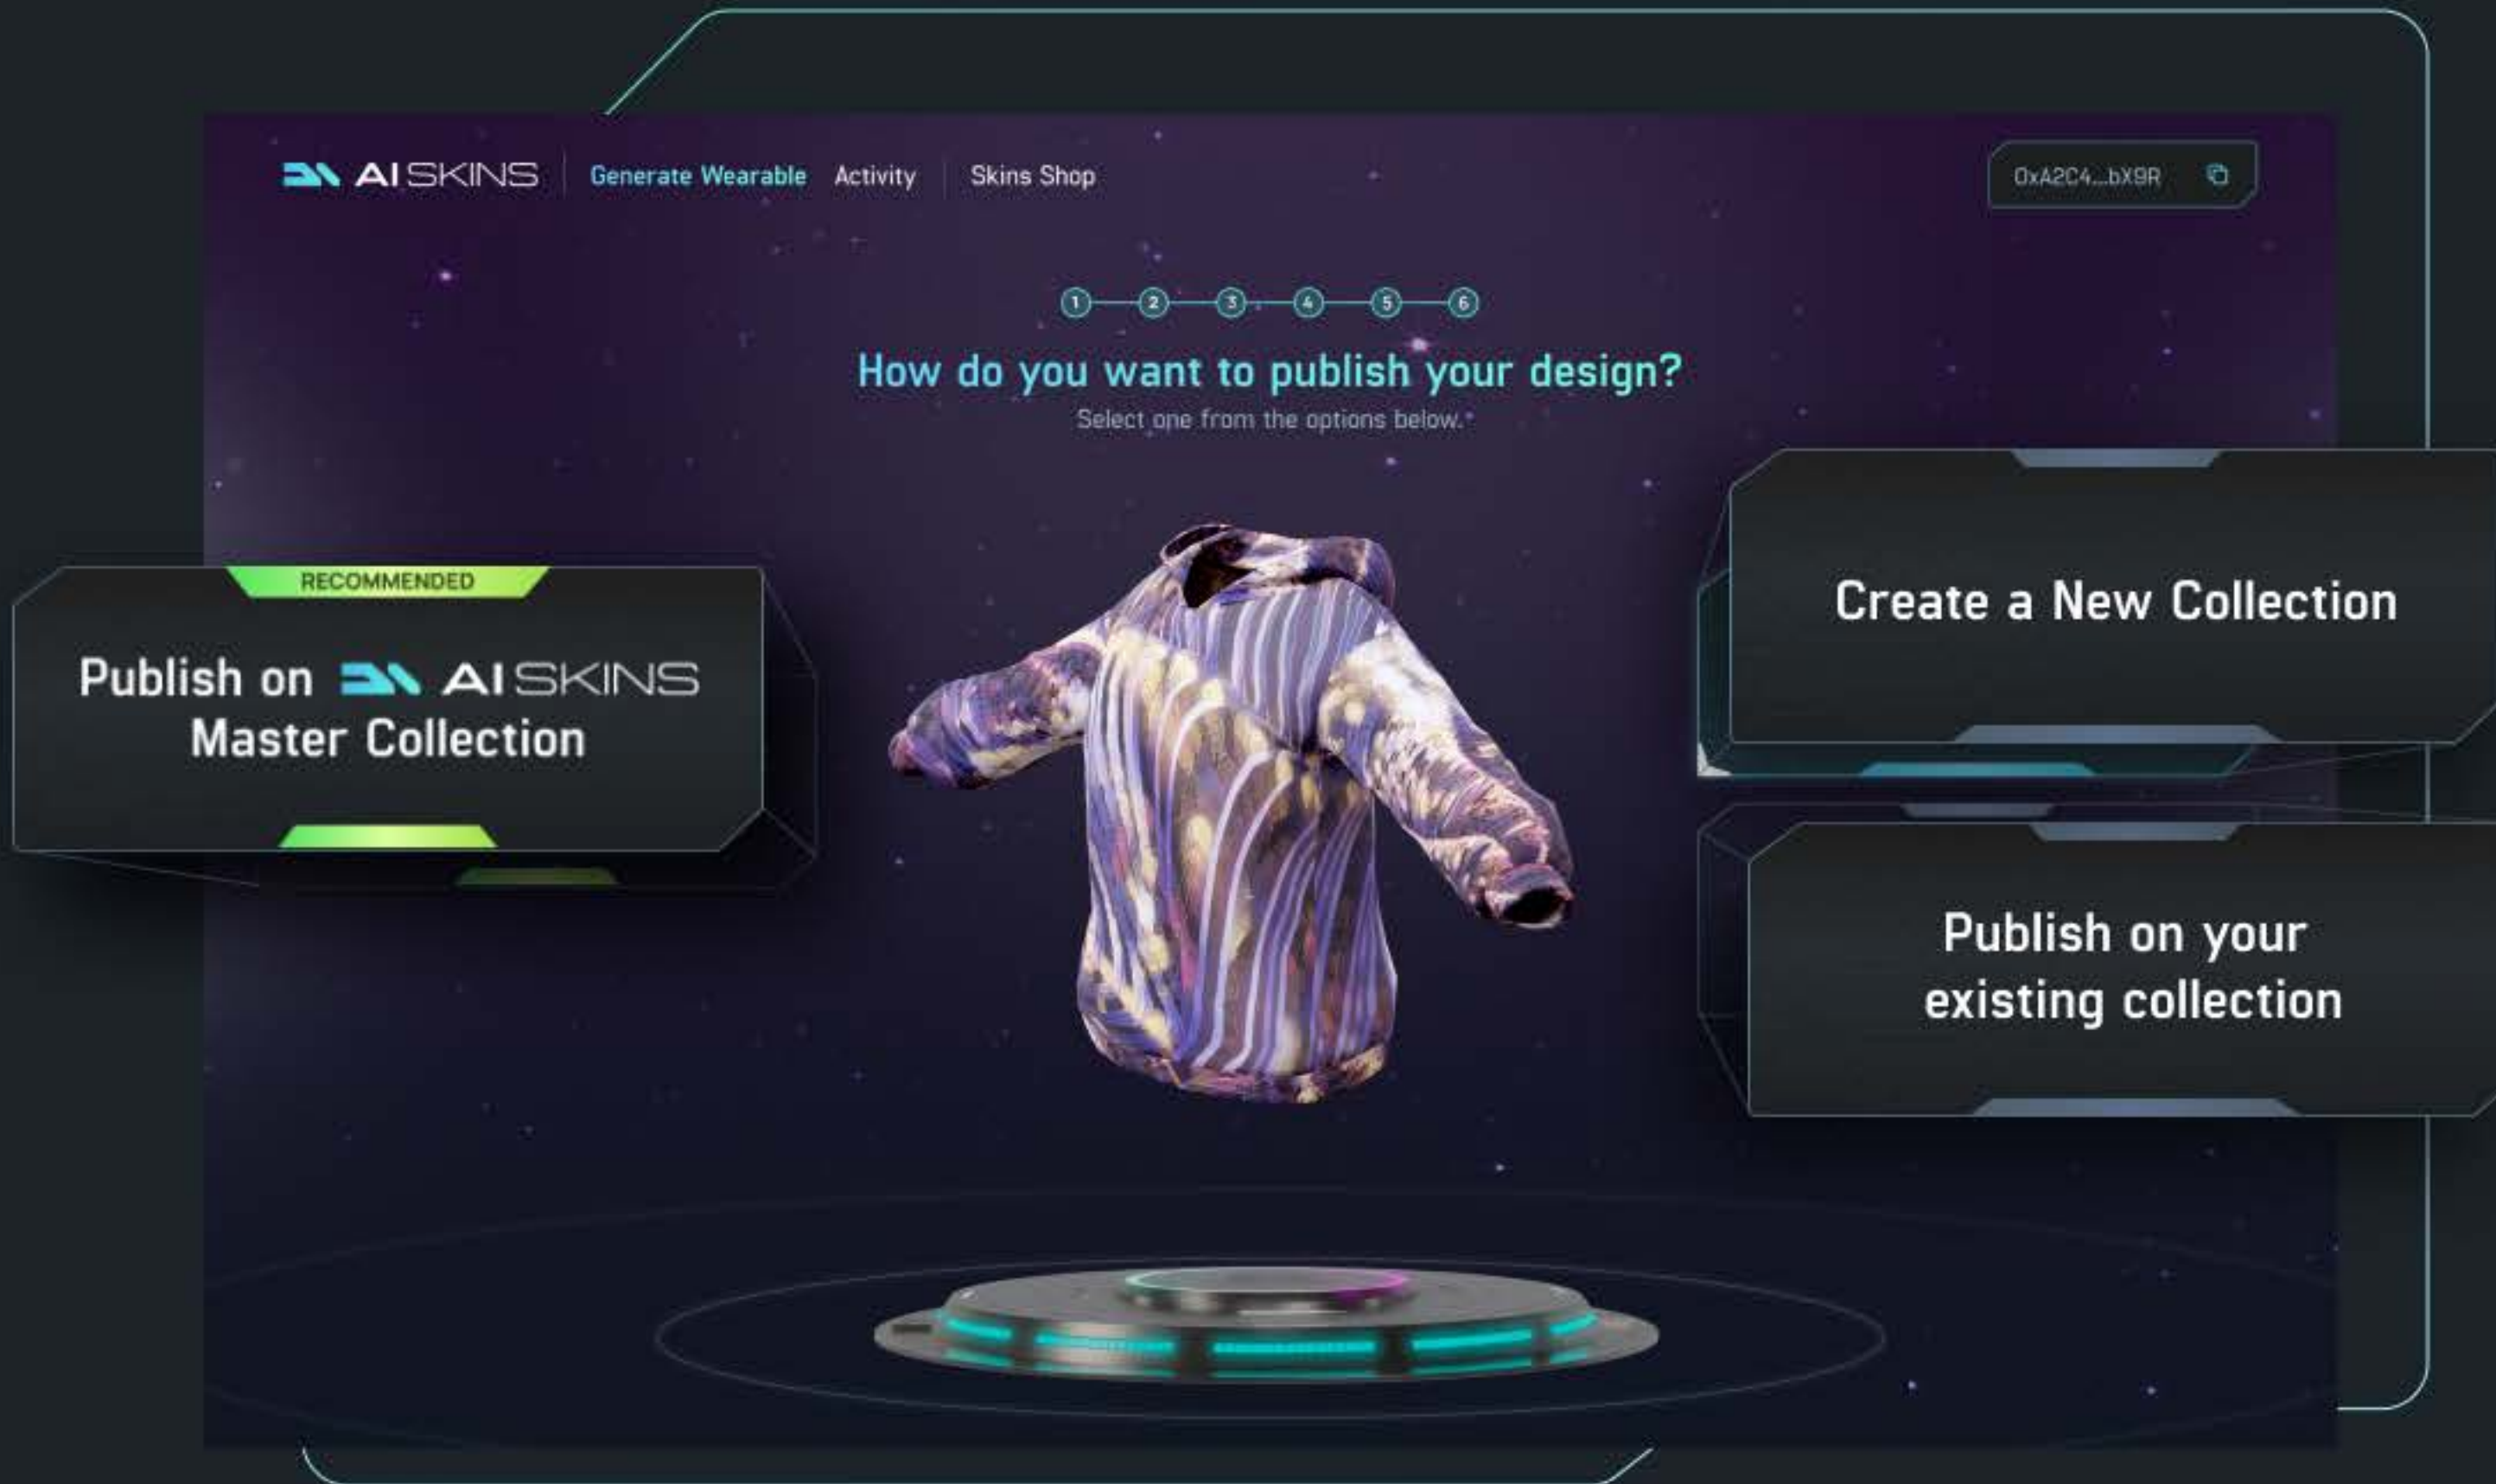 AI SKINS
Generate Wearable
Activity
Skins Shop
0xA2C4...bX9R
1
2
3
4
5
6
How do you want to publish your design?
Select one from the options below.
RECOMMENDED
Publish on AI SKINS
Master Collection
Create a New Collection
Publish on your
existing collection